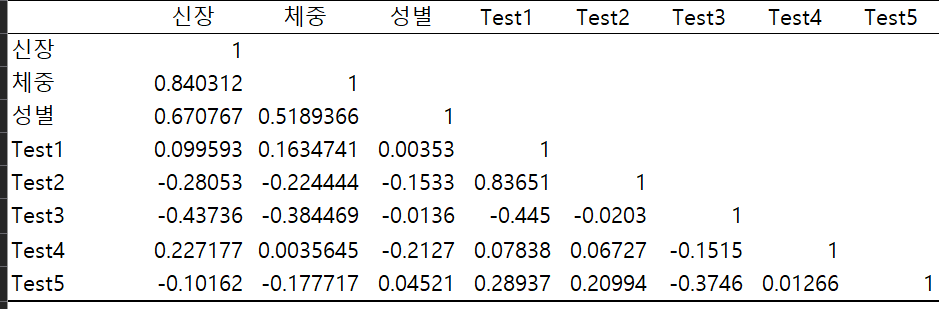 신장 체중 성별 Test1 Test2 Test3 Test4 Test5
신장 1
체중 0.840312 1
성별 0.670767 0.5189366 1
Test1 0.099593 0.1634741 0.00353 1
Test2 -0.28053 -0.224444 -0.1533 0.83651 1
Test3 -0.43736 -0.384469 -0.0136 -0.445 -0.0203 1
Test4 0.227177 0.0035645 -0.2127 0.07838 0.06727 -0.1515 1
Test5 -0.10162 -0.177717 0.04521 0.28937 0.20994 -0.3746 0.01266 1